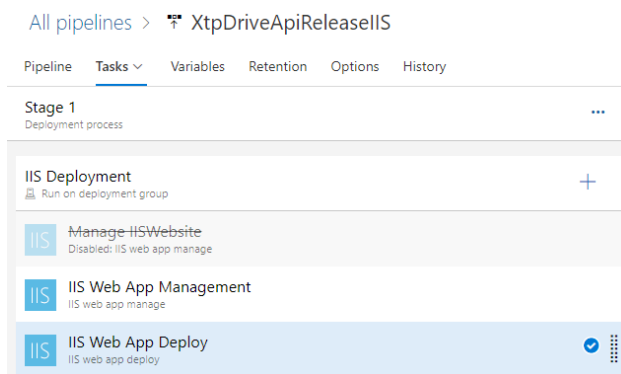 All pipelines > XtpDriveApiReleaseIIS
Pipeline Tasks Variables Retention Options History
Stage 1
Deployment process
...
IIS Deployment
Run on deployment group
+
IIS
Manage IISWebsite
Disabled: IIS web app manage
IIS
IIS Web App Management
IIS web app manage
IIS
IIS Web App Deploy
IIS web app deploy